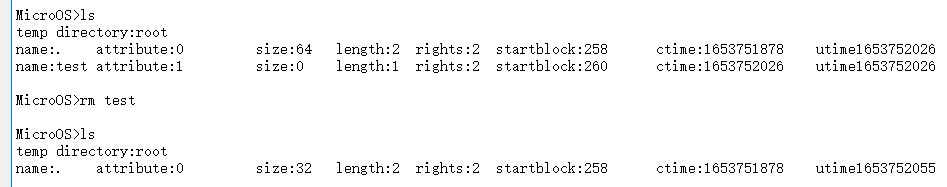 MicroOS>ls
temp directory:root
name:. attribute:0 size:64 length:2 rights:2 startblock:258 ctime:1653751878 utime1653752026
name:test attribute:1 size:0 length:1 rights:2 startblock:260 ctime:1653752026 utime1653752026
MicroOS>rm test
MicroOS>ls
temp directory:root
name:. attribute:0 size:32 length:2 rights:2 startblock:258 ctime:1653751878 utime1653752055